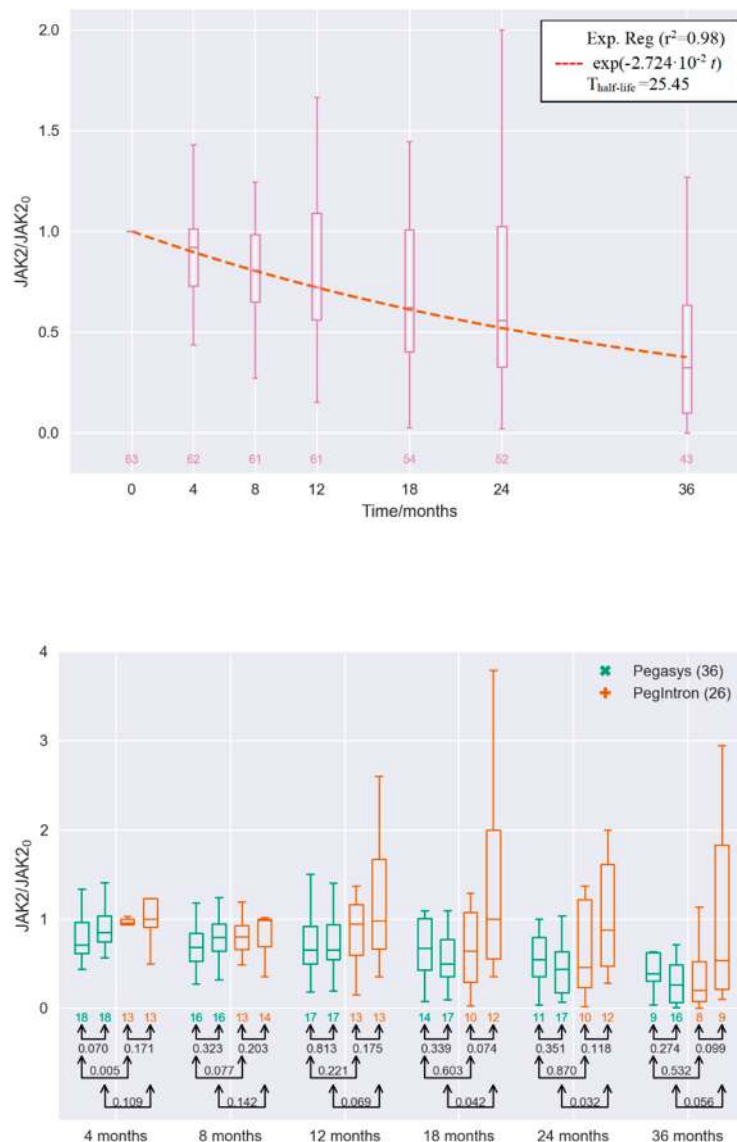 2.0
1.5
1.0
0.5
0.0
JAK2/JAK2₀
Exp. Reg (r²=0.98)
exp(-2.724·10⁻² t)
T half-life =25.45
63 62 61 61 54 52 43
0 4 8 12 18 24 36
Time/months
4
3
2
1
0
JAK2/JAK2₀
Pegasys (36)
PegIntron (26)
18 18 13 13 16 16 13 14 17 17 13 13 14 17 10 12 11 17 10 12 9 16 8 9
0.070 0.171 0.323 0.203 0.813 0.175 0.339 0.074 0.351 0.118 0.274 0.099
0.005 0.077 0.221 0.603 0.870 0.532
0.109 0.142 0.069 0.042 0.032 0.056
4 months 8 months 12 months 18 months 24 months 36 months